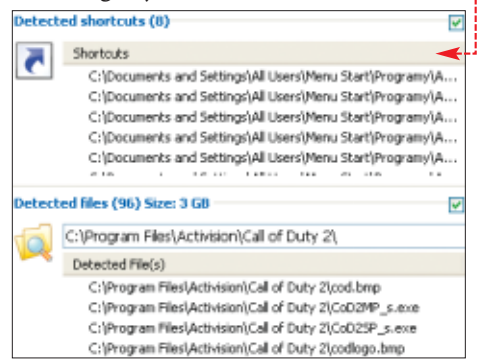 Detected shortcuts (8)
Shortcuts
C:\Documents and Settings\All Users\Menu Start\Programy\A...
C:\Documents and Settings\All Users\Menu Start\Programy\A...
C:\Documents and Settings\All Users\Menu Start\Programy\A...
C:\Documents and Settings\All Users\Menu Start\Programy\A...
C:\Documents and Settings\All Users\Menu Start\Programy\A...
Detected files (96) Size: 3 GB
C:\Program Files\Activision\Call of Duty 2\
Detected File(s)
C:\Program Files\Activision\Call of Duty 2\cod.bmp
C:\Program Files\Activision\Call of Duty 2\CoD2MP_s.exe
C:\Program Files\Activision\Call of Duty 2\CoD2SP_s.exe
C:\Program Files\Activision\Call of Duty 2\codlogo.bmp